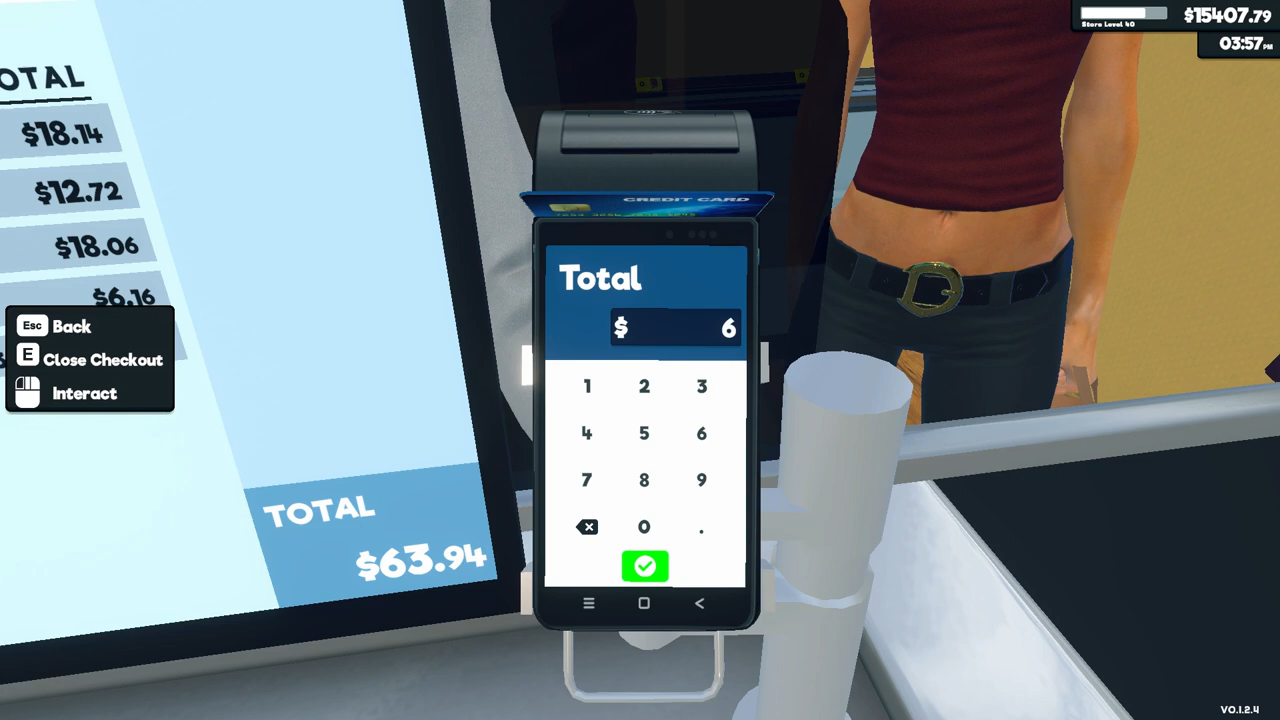 OTAL
$18.14
$12.72
$18.06
$6.16
Esc Back
E Close Checkout
Interact
TOTAL
$63.94
CREDIT CARD
Total
$ 6
1 2 3
4 5 6
7 8 9
0 .
Store Level 40
$15407.79
03:57PM
V0.1.2.4